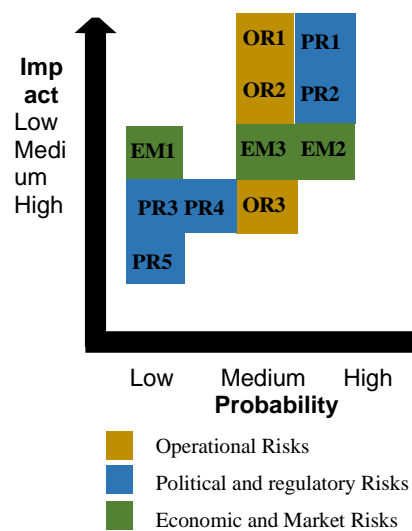 OR1 PR1
Imp
act
OR2 PR2
Low
Medi
um
High
EM1 EM3 EM2
PR3 PR4 OR3
PR5
Low Medium High
Probability
Operational Risks
Political and regulatory Risks
Economic and Market Risks